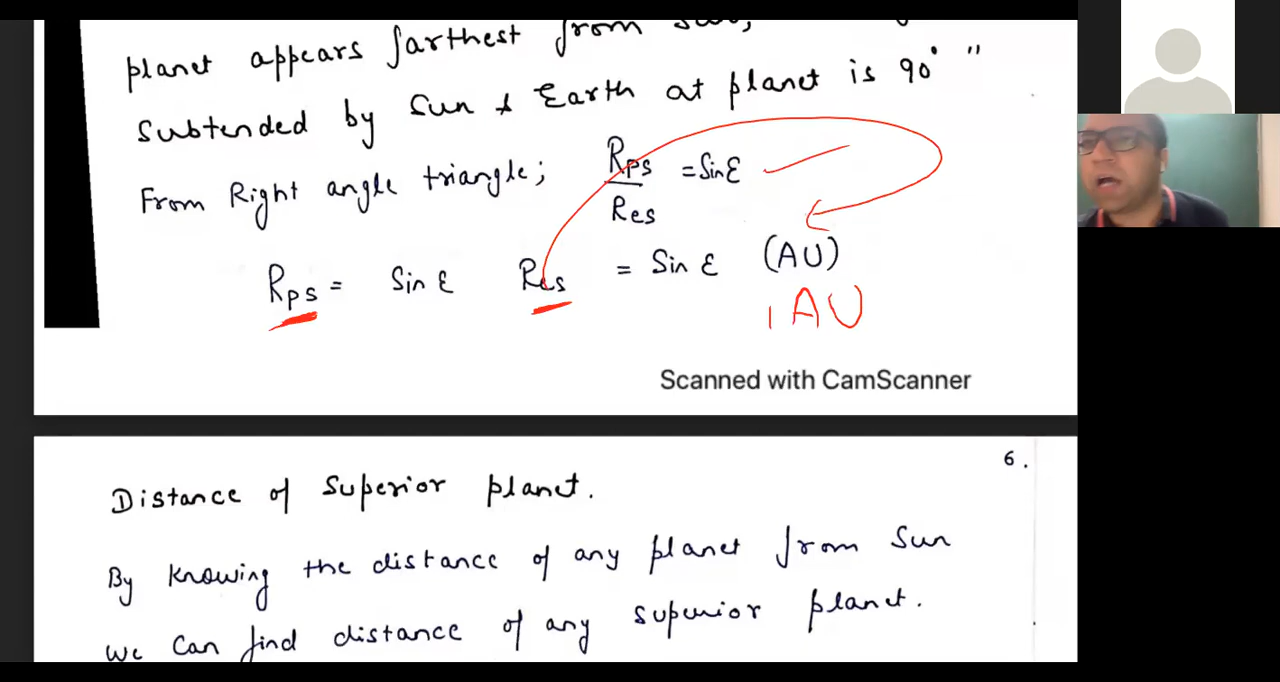 planet appears farthest from
Subtended by Sun & Earth at planet is 90° "
From Right angle triangle; Rps = Sin ε
Res
Rps = Sin ε Res = Sin ε (AU)
1AU
Scanned with CamScanner
6.
Distance of Superior planet.
By knowing the distance of any planet from Sun
we can find distance of any superior planet.